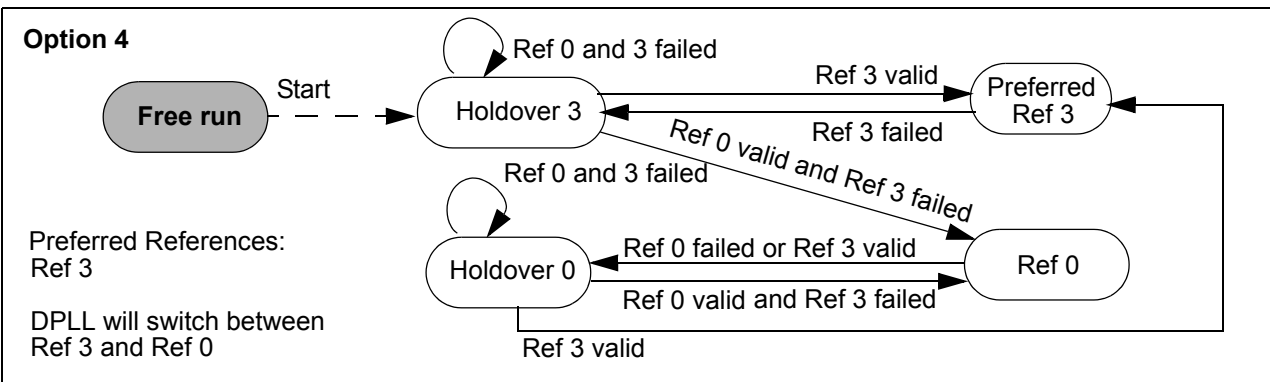 Option 4
Ref 0 and 3 failed
Start
Free run
Holdover 3
Ref 3 valid
Ref 3 failed
Preferred
Ref 3
Ref 0 valid and Ref 3 failed
Ref 0 and 3 failed
Preferred References:
Ref 3
Holdover 0
Ref 0 failed or Ref 3 valid
Ref 0 valid and Ref 3 failed
Ref 0
DPLL will switch between
Ref 3 and Ref 0
Ref 3 valid